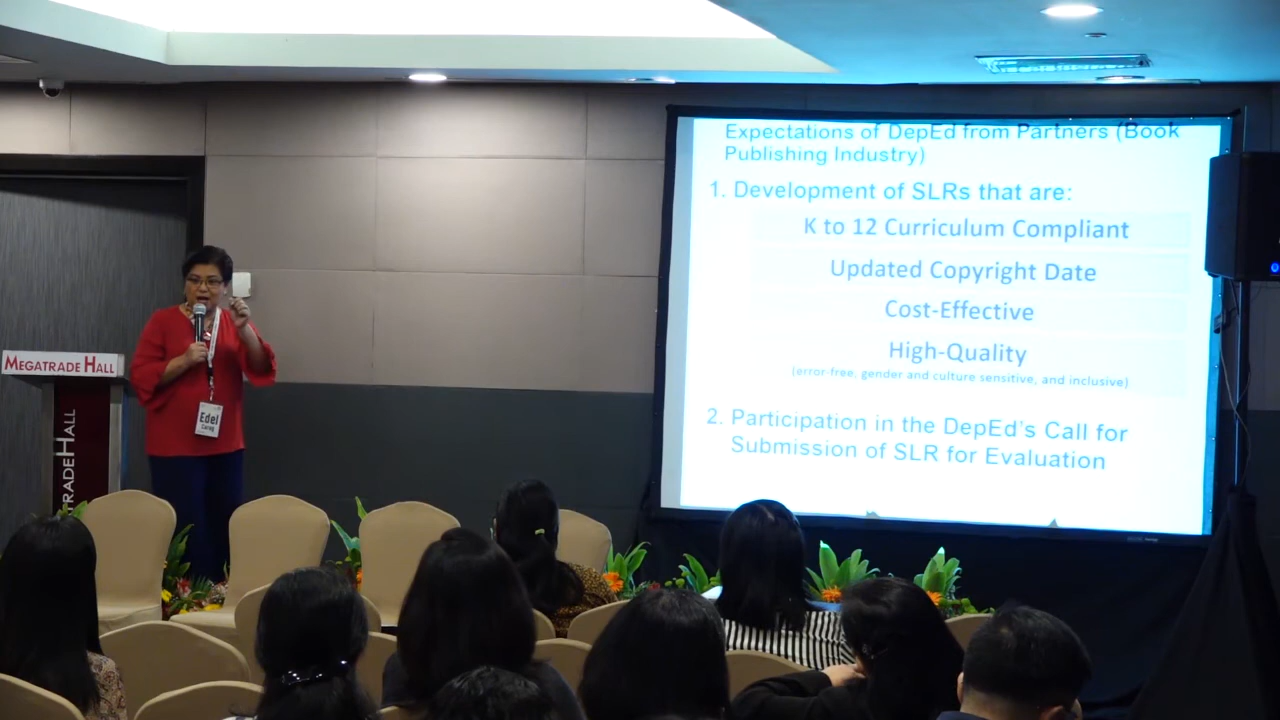 Expectations of DepEd from Partners (Book
Publishing Industry)
1. Development of SLRs that are:
K to 12 Curriculum Compliant
Updated Copyright Date
Cost-Effective
High-Quality
(error-free, gender and culture sensitive, and inclusive)
2. Participation in the DepEd's Call for
Submission of SLR for Evaluation
MEGATRADE HALL
TRADEHALL
Edel